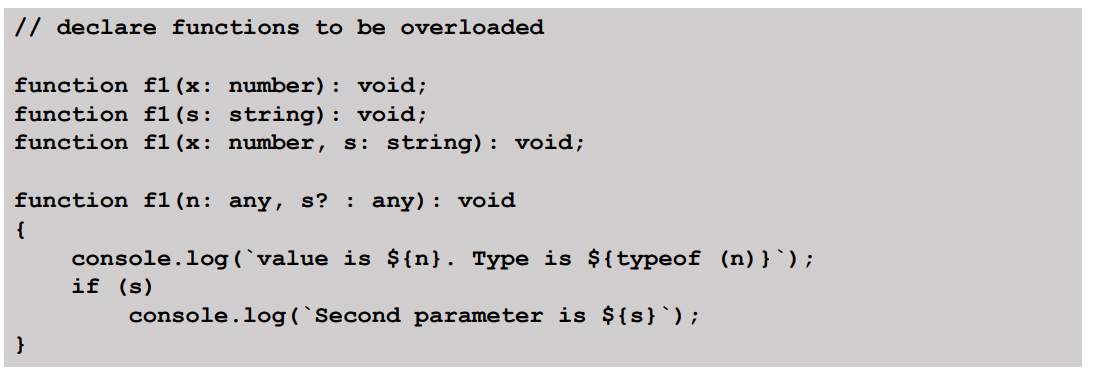 // declare functions to be overloaded
function f1(x: number): void;
function f1(s: string): void;
function f1(x: number, s: string): void;
function f1(n: any, s? : any): void
{
    console.log(`value is ${n}. Type is ${typeof (n)}`);
    if (s)
        console.log(`Second parameter is ${s}`);
}